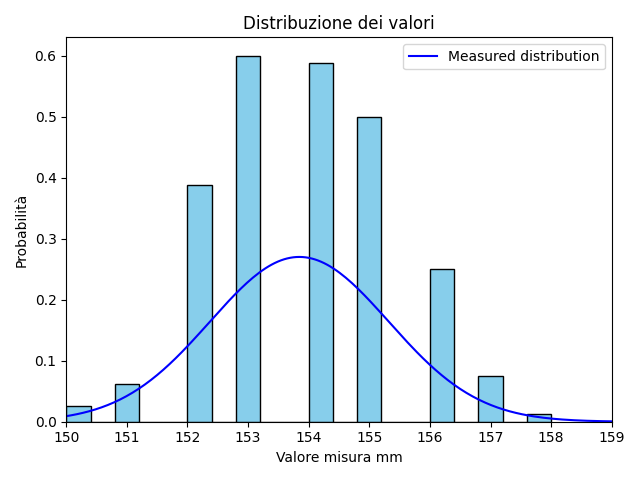 Distribuzione dei valori
Measured distribution
0.6
0.5
0.4
0.3
0.2
0.1
0.0
Probabilità
150 151 152 153 154 155 156 157 158 159
Valore misura mm